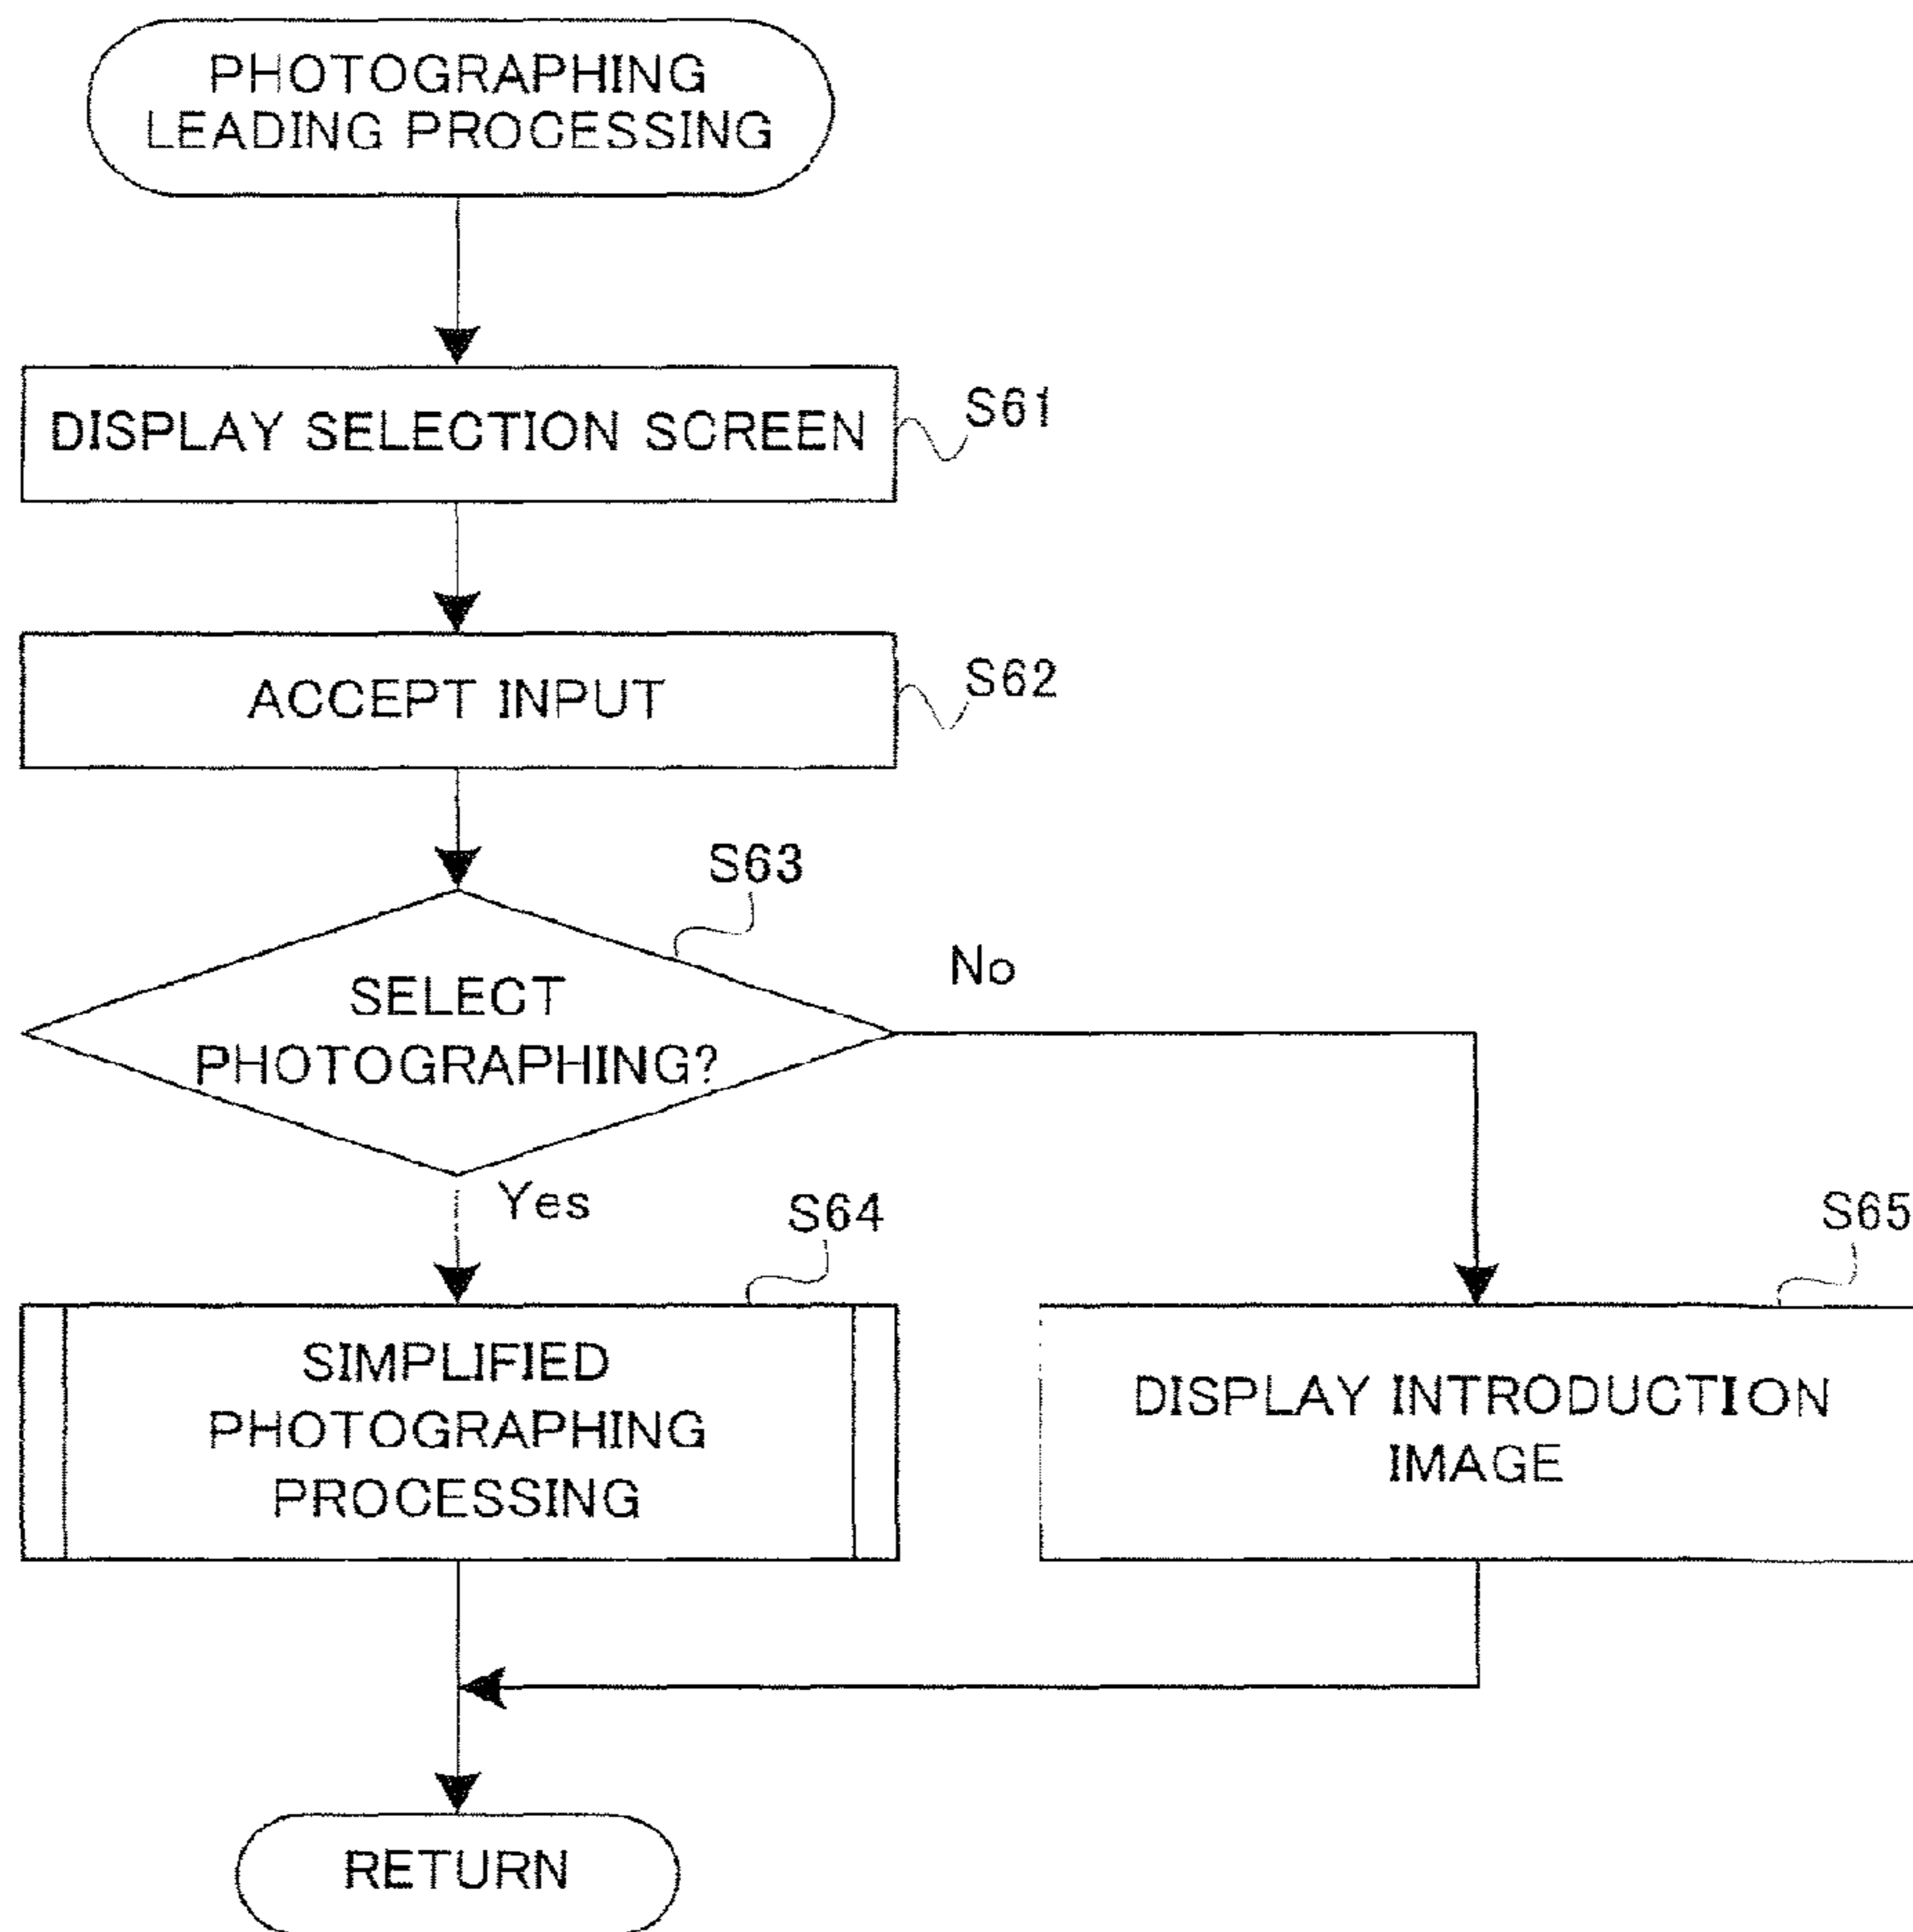 PHOTOGRAPHING
LEADING PROCESSING
DISPLAY SELECTION SCREEN
S61
ACCEPT INPUT
S62
S63
SELECT
PHOTOGRAPHING?
No
Yes
S64
SIMPLIFIED
PHOTOGRAPHING
PROCESSING
S65
DISPLAY INTRODUCTION
IMAGE
RETURN